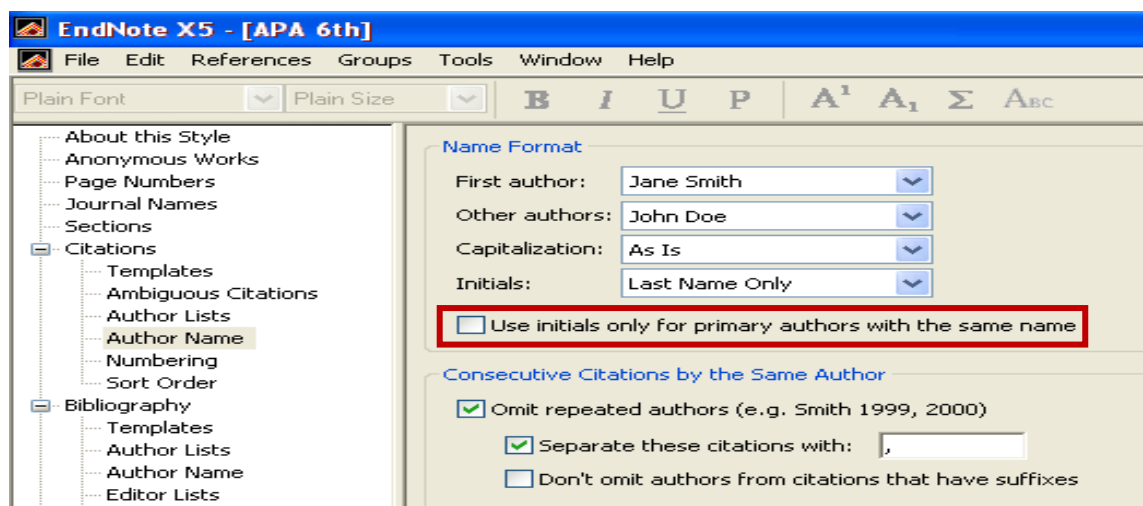 EndNote X5 - [APA 6th]
File Edit References Groups Tools Window Help
Plain Font Plain Size B I U P A1 A1 Σ ABC
About this Style
Anonymous Works
Page Numbers
Journal Names
Sections
Citations
Templates
Ambiguous Citations
Author Lists
Author Name
Numbering
Sort Order
Bibliography
Templates
Author Lists
Author Name
Editor Lists
Name Format
First author: Jane Smith
Other authors: John Doe
Capitalization: As Is
Initials: Last Name Only
Use initials only for primary authors with the same name
Consecutive Citations by the Same Author
Omit repeated authors (e.g. Smith 1999, 2000)
Separate these citations with: ,
Don't omit authors from citations that have suffixes